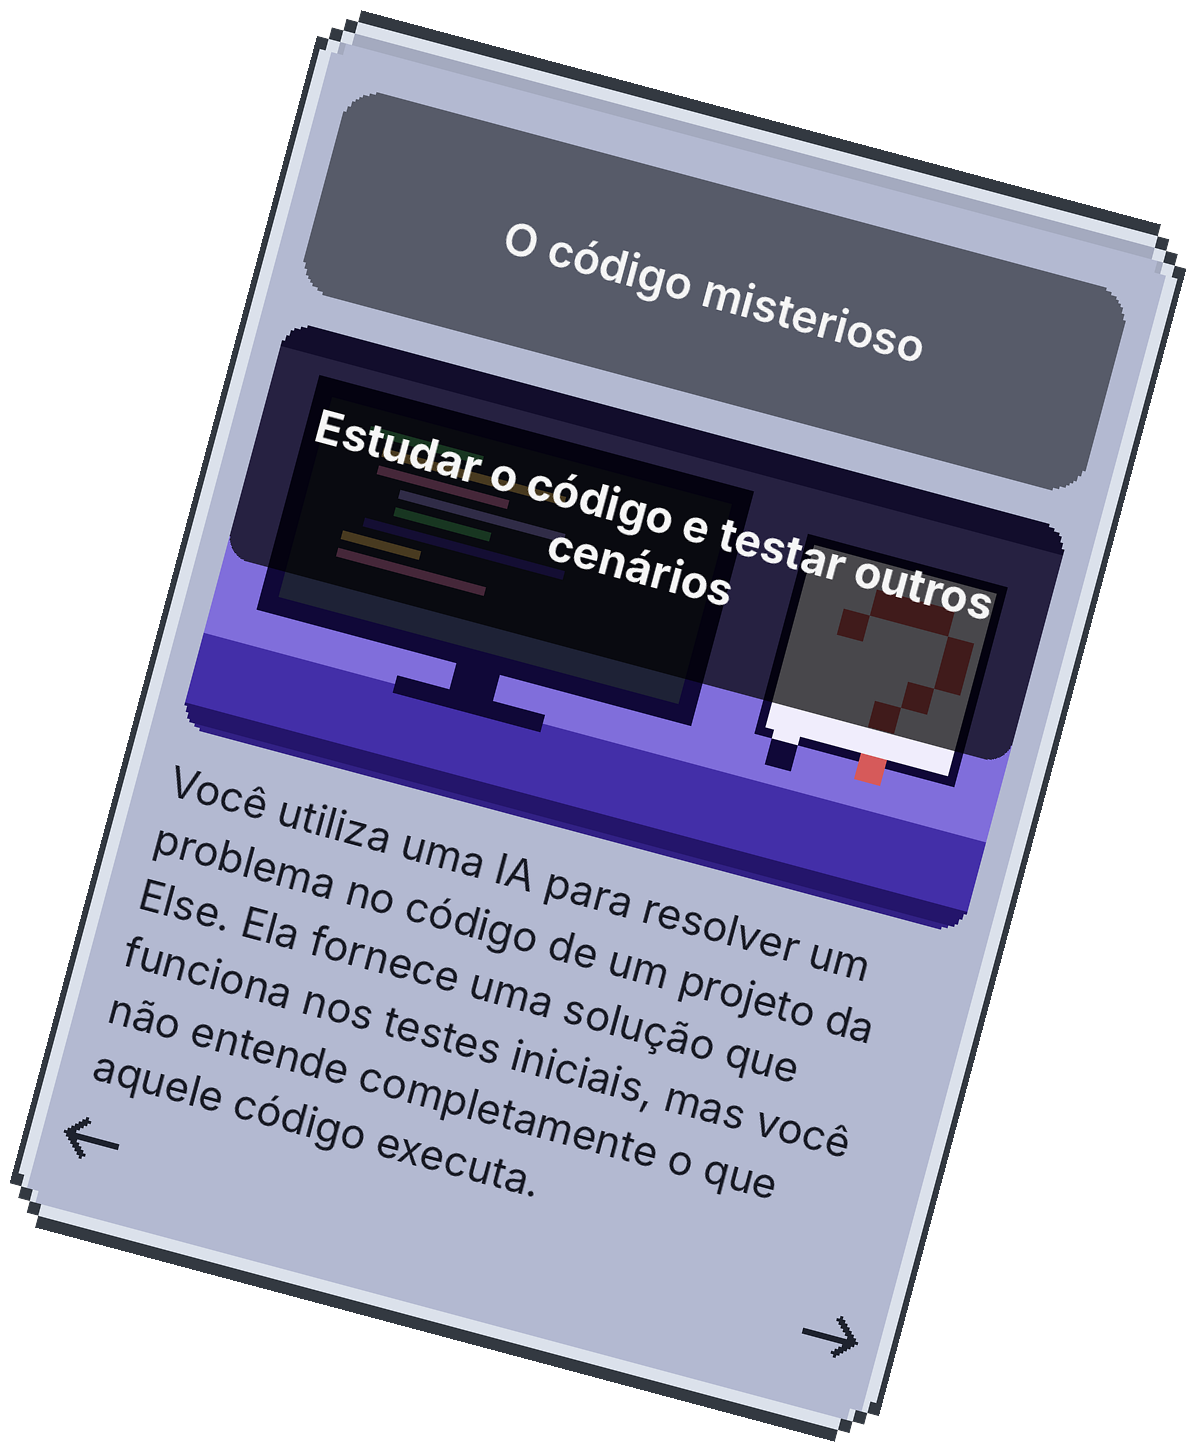 O código misterioso
Estudar o código e testar outros
cenários
Você utiliza uma IA para resolver um
problema no código de um projeto da
Else. Ela fornece uma solução que
funciona nos testes iniciais, mas você
não entende completamente o que
aquele código executa.